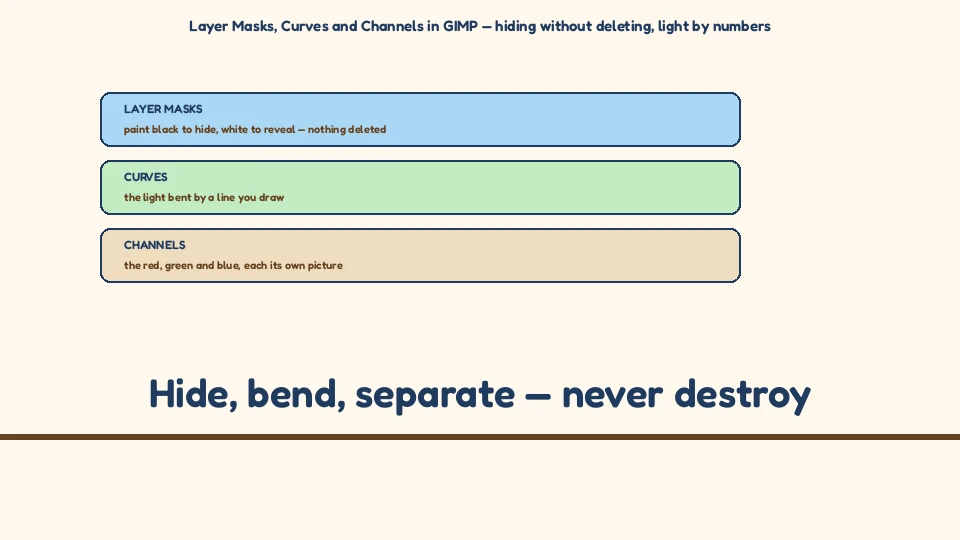 Layer Masks, Curves and Channels in GIMP — hiding without deleting, light by numbers
LAYER MASKS
paint black to hide, white to reveal — nothing deleted
CURVES
the light bent by a line you draw
CHANNELS
the red, green and blue, each its own picture
Hide, bend, separate — never destroy